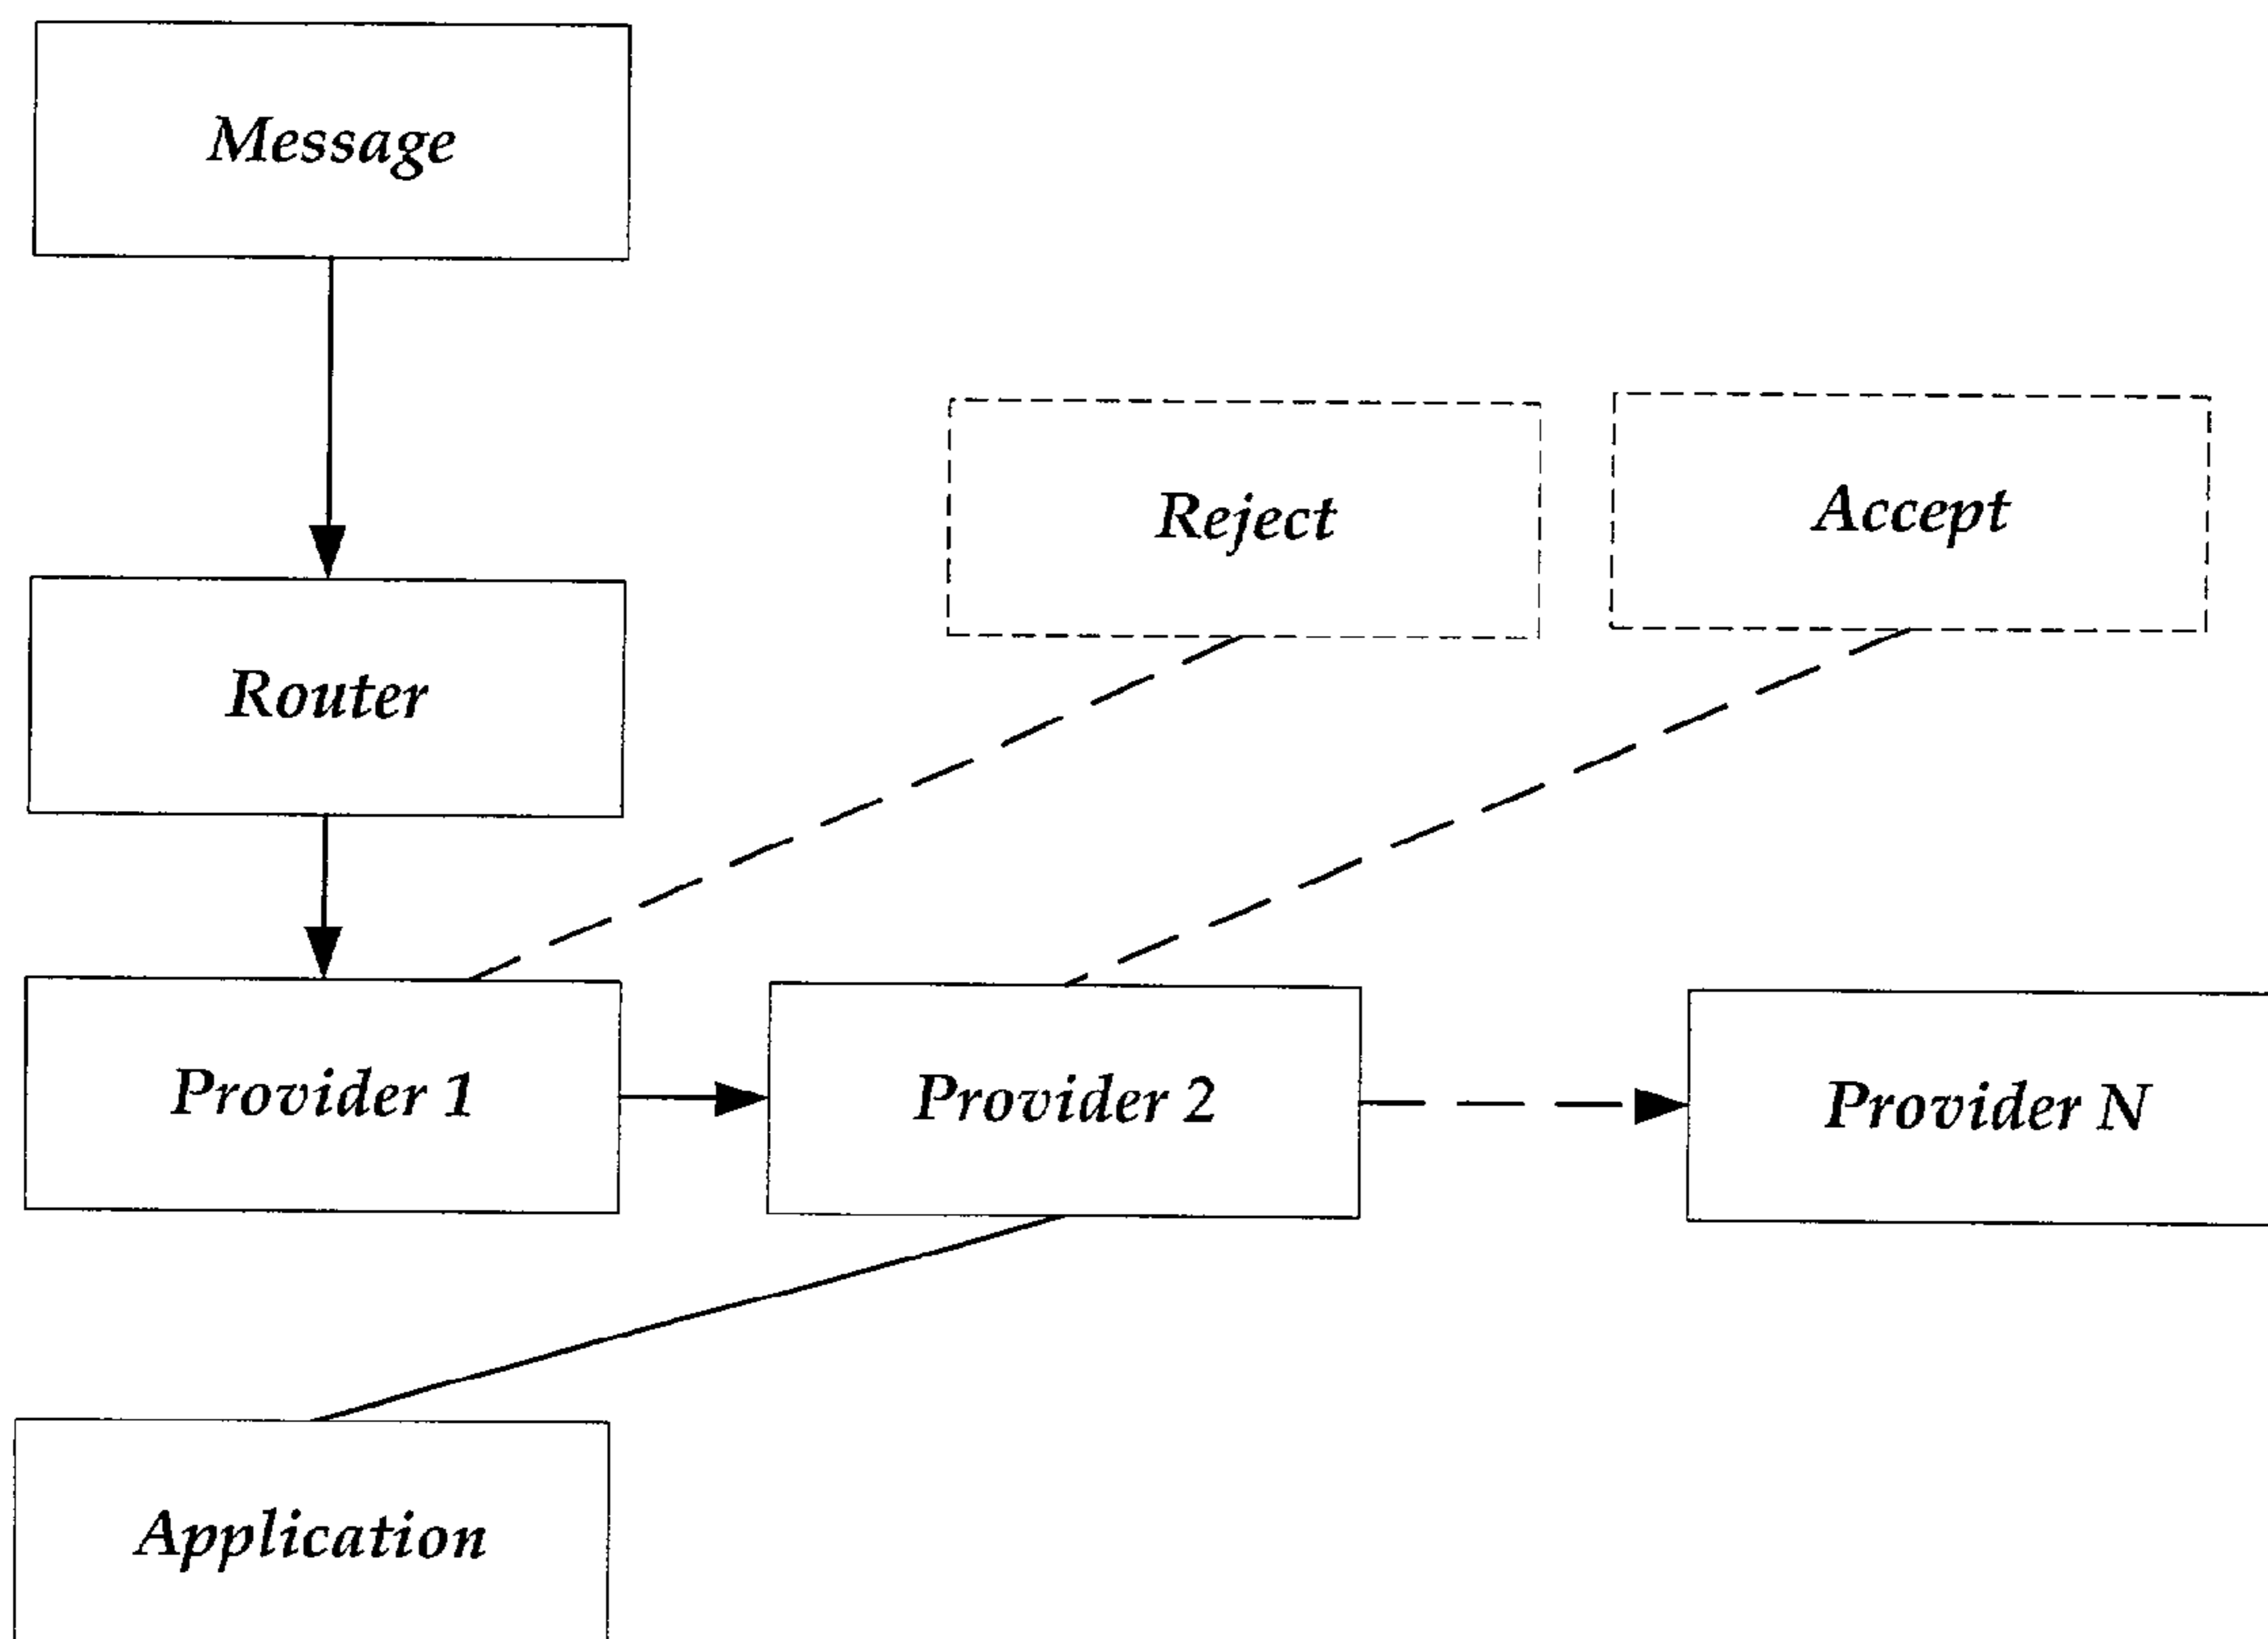 Message
Reject
Accept
Router
Provider 1
Provider 2
Provider N
Application